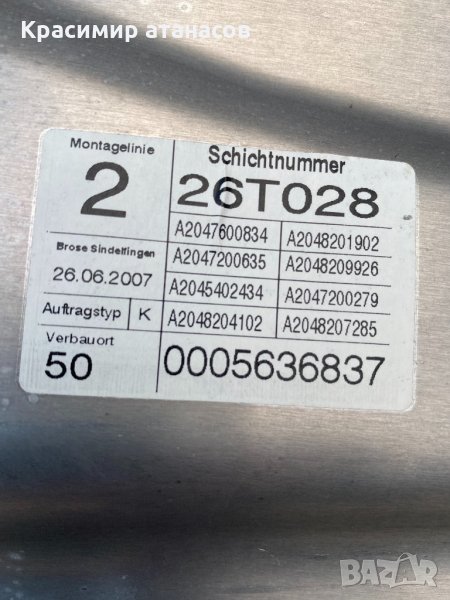 Красимир атанасов
Montagelinie
2
Brose Sindelfingen
26.06.2007
Auftragstyp K
Verbauort
50
Schichtnummer
26T028
A2047600834 A2048201902
A2047200635 A2048209926
A2045402434 A2047200279
A2048204102 A2048207285
0005636837
BAZAR